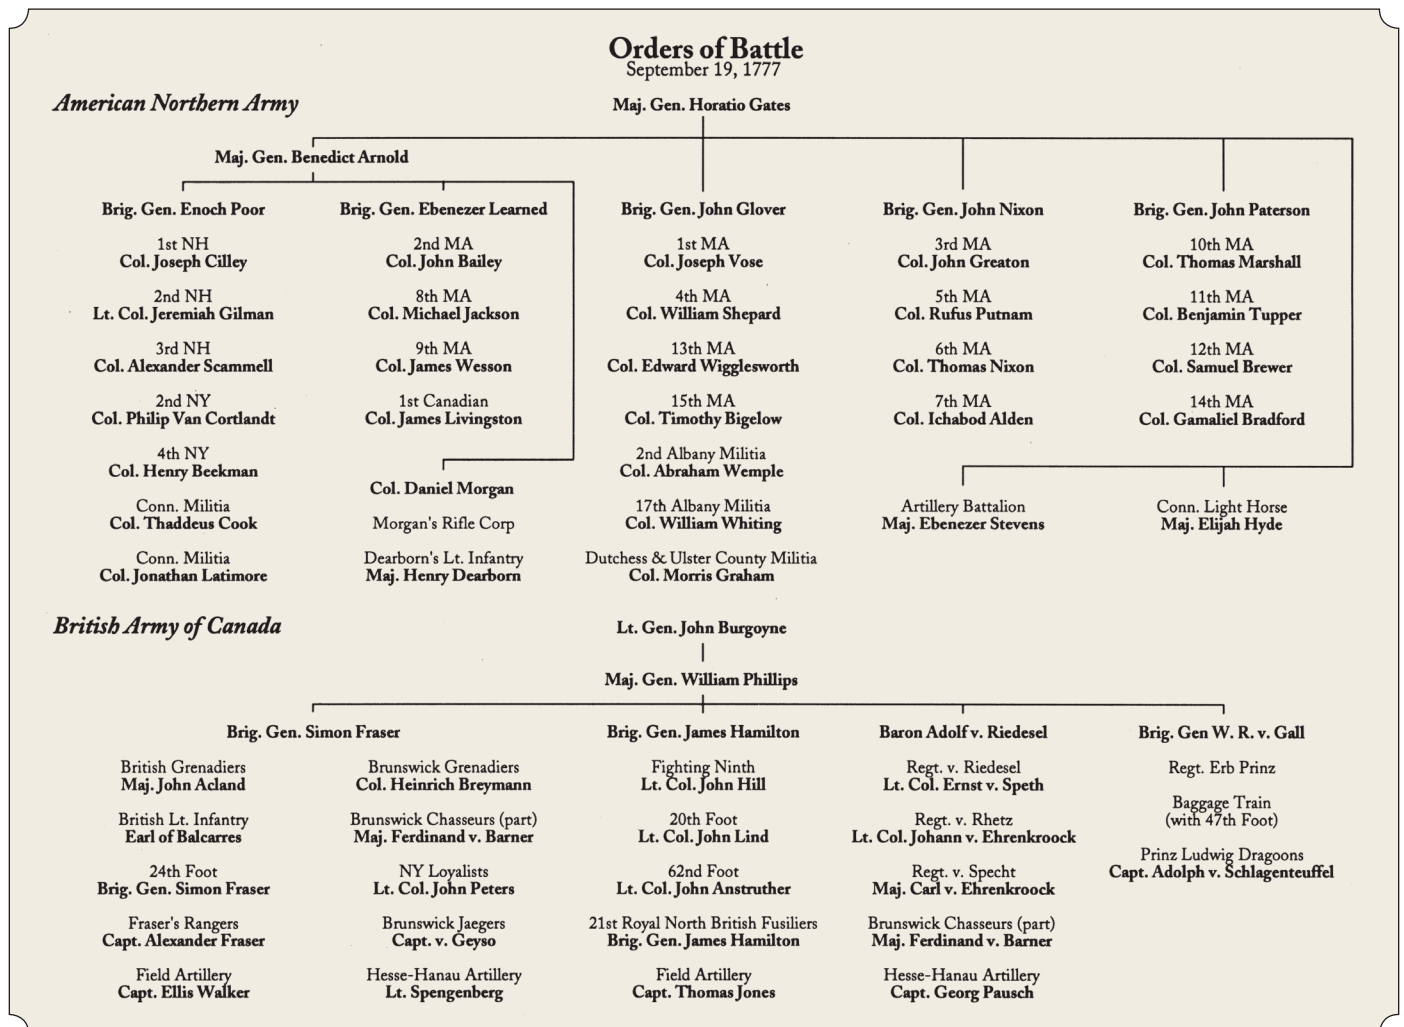 Orders of Battle
September 19, 1777
American Northern Army
Maj. Gen. Horatio Gates
Maj. Gen. Benedict Arnold
Brig. Gen. Enoch Poor
1st NH
Col. Joseph Cilley
2nd NH
Lt. Col. Jeremiah Gilman
3rd NH
Col. Alexander Scammell
2nd NY
Col. Philip Van Cortlandt
4th NY
Col. Henry Beekman
Conn. Militia
Col. Thaddeus Cook
Conn. Militia
Col. Jonathan Latimore
Brig. Gen. Ebenezer Learned
2nd MA
Col. John Bailey
8th MA
Col. Michael Jackson
9th MA
Col. James Wesson
1st Canadian
Col. James Livingston
Col. Daniel Morgan
Morgan's Rifle Corp
Dearborn's Lt. Infantry
Maj. Henry Dearborn
Brig. Gen. John Glover
1st MA
Col. Joseph Vose
4th MA
Col. William Shepard
13th MA
Col. Edward Wigglesworth
15th MA
Col. Timothy Bigelow
2nd Albany Militia
Col. Abraham Wemple
17th Albany Militia
Col. William Whiting
Dutchess & Ulster County Militia
Col. Morris Graham
Brig. Gen. John Nixon
3rd MA
Col. John Greaton
5th MA
Col. Rufus Putnam
6th MA
Col. Thomas Nixon
7th MA
Col. Ichabod Alden
Artillery Battalion
Maj. Ebenezer Stevens
Brig. Gen. John Paterson
10th MA
Col. Thomas Marshall
11th MA
Col. Benjamin Tupper
12th MA
Col. Samuel Brewer
14th MA
Col. Gamaliel Bradford
Conn. Light Horse
Maj. Elijah Hyde
British Army of Canada
Lt. Gen. John Burgoyne
Maj. Gen. William Phillips
Brig. Gen. Simon Fraser
British Grenadiers
Maj. John Acland
British Lt. Infantry
Earl of Balcarres
24th Foot
Brig. Gen. Simon Fraser
Fraser's Rangers
Capt. Alexander Fraser
Field Artillery
Capt. Ellis Walker
Brunswick Grenadiers
Col. Heinrich Breymann
Brunswick Chasseurs (part)
Maj. Ferdinand v. Barner
NY Loyalists
Lt. Col. John Peters
Brunswick Jaegers
Capt. v. Geyso
Hesse-Hanau Artillery
Lt. Spengenberg
Brig. Gen. James Hamilton
Fighting Ninth
Lt. Col. John Hill
20th Foot
Lt. Col. John Lind
62nd Foot
Lt. Col. John Anstruther
21st Royal North British Fusiliers
Brig. Gen. James Hamilton
Field Artillery
Capt. Thomas Jones
Baron Adolf v. Riedesel
Regt. v. Riedesel
Lt. Col. Ernst v. Speth
Regt. v. Rhetz
Lt. Col. Johann v. Ehrenkroock
Regt. v. Specht
Maj. Carl v. Ehrenkroock
Brunswick Chasseurs (part)
Maj. Ferdinand v. Barner
Hesse-Hanau Artillery
Capt. Georg Pausch
Brig. Gen W. R. v. Gall
Regt. Erb Prinz
Baggage Train
(with 47th Foot)
Prinz Ludwig Dragoons
Capt. Adolph v. Schlagenteuffel